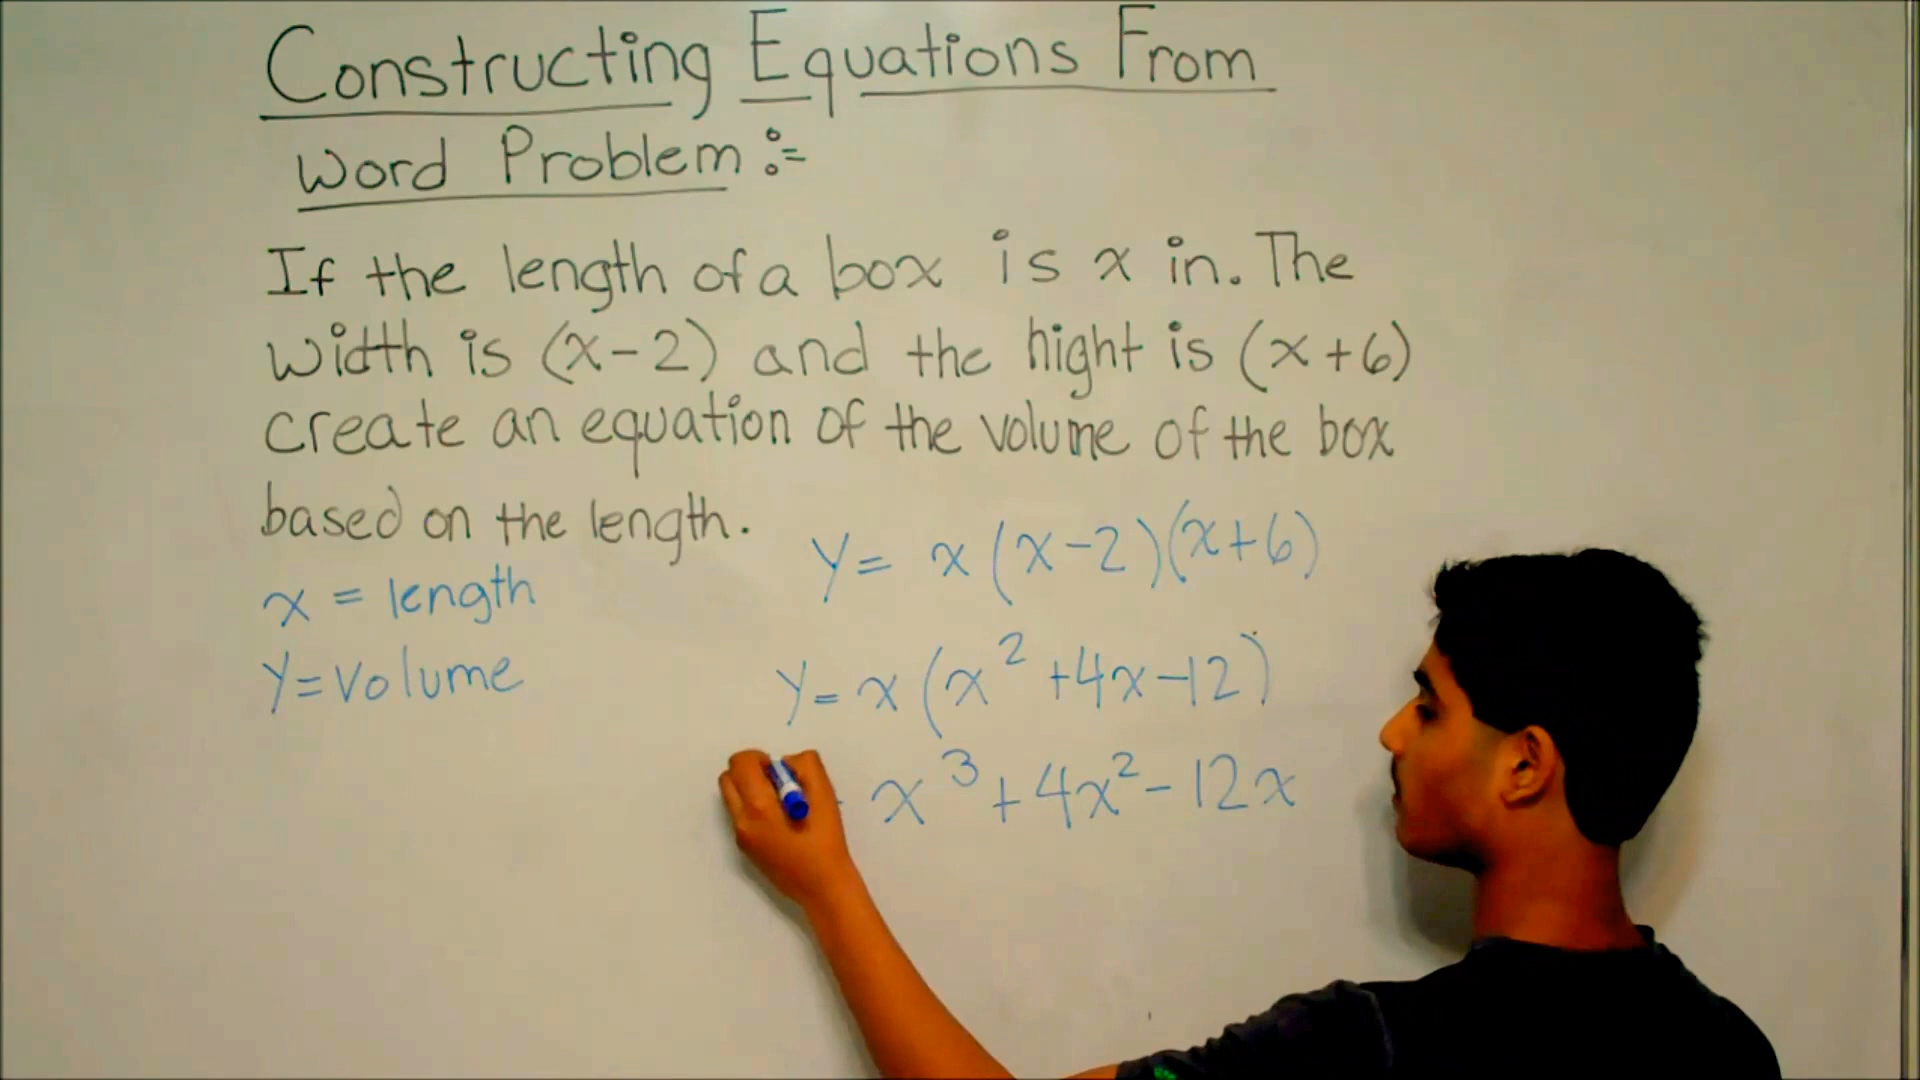 Constructing Equations From
Word Problem :=
If the length of a box is x in. The
width is (x-2) and the hight is (x+6)
create an equation of the volume of the box
based on the length.
y= x(x-2)(x+6)
x = length
y=x(x²+4x-12)
y=volume
x³+4x²-12x